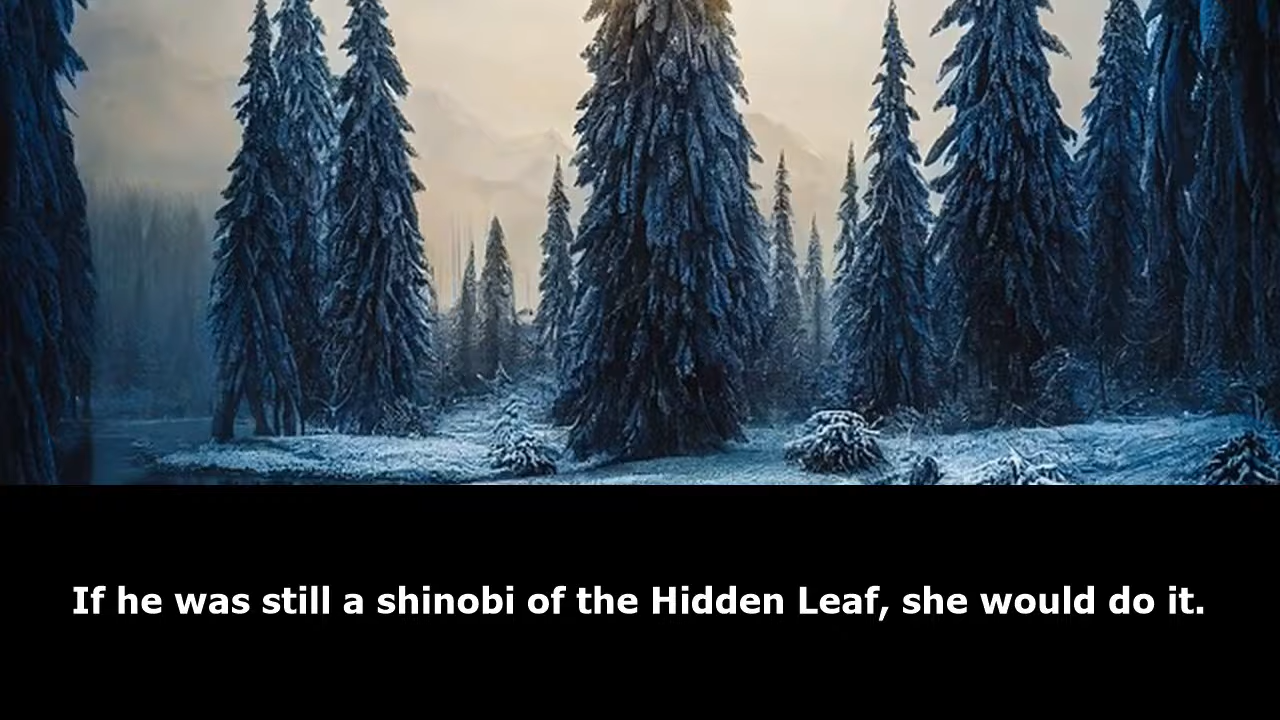 If he was still a shinobi of the Hidden Leaf, she would do it.